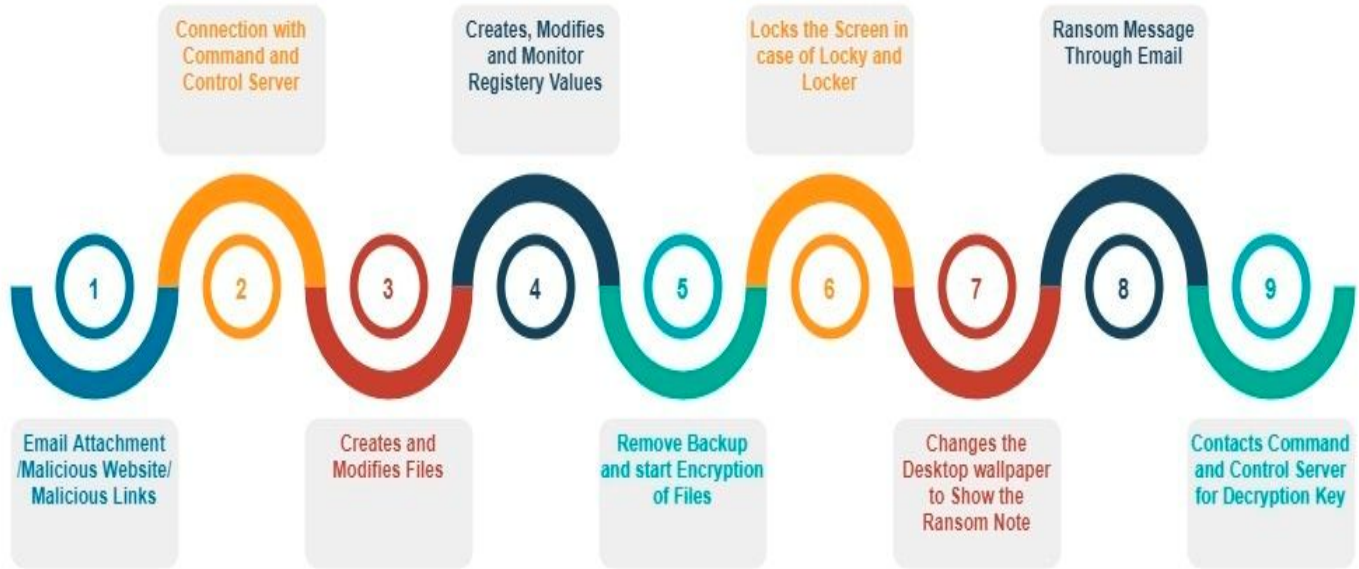 Connection with
Command and
Control Server
Creates, Modifies
and Monitor
Registery Values
Locks the Screen in
case of Locky and
Locker
Ransom Message
Through Email
1
2
3
4
5
6
7
8
9
Email Attachment
/Malicious Website/
Malicious Links
Creates and
Modifies Files
Remove Backup
and start Encryption
of Files
Changes the
Desktop wallpaper
to Show the
Ransom Note
Contacts Command
and Control Server
for Decryption Key